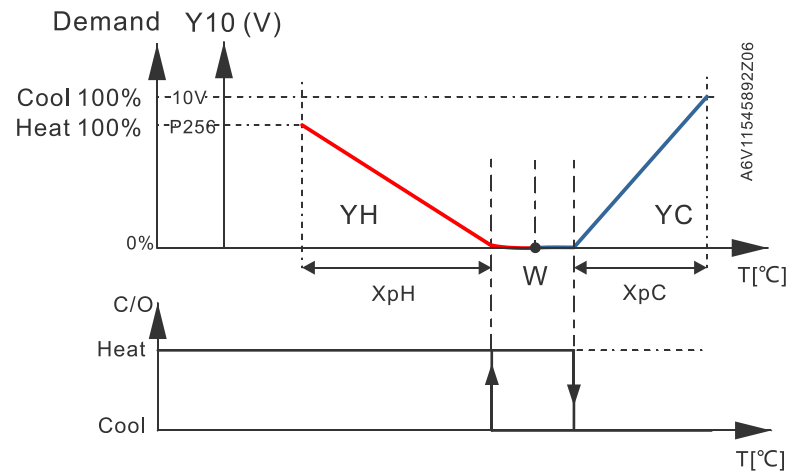 Demand Y10 (V)
Cool 100% 10V
Heat 100% P256
YH YC
0%
W
T[℃]
XpH XpC
C/O
Heat
Cool
T[℃]
A6V11545892Z06